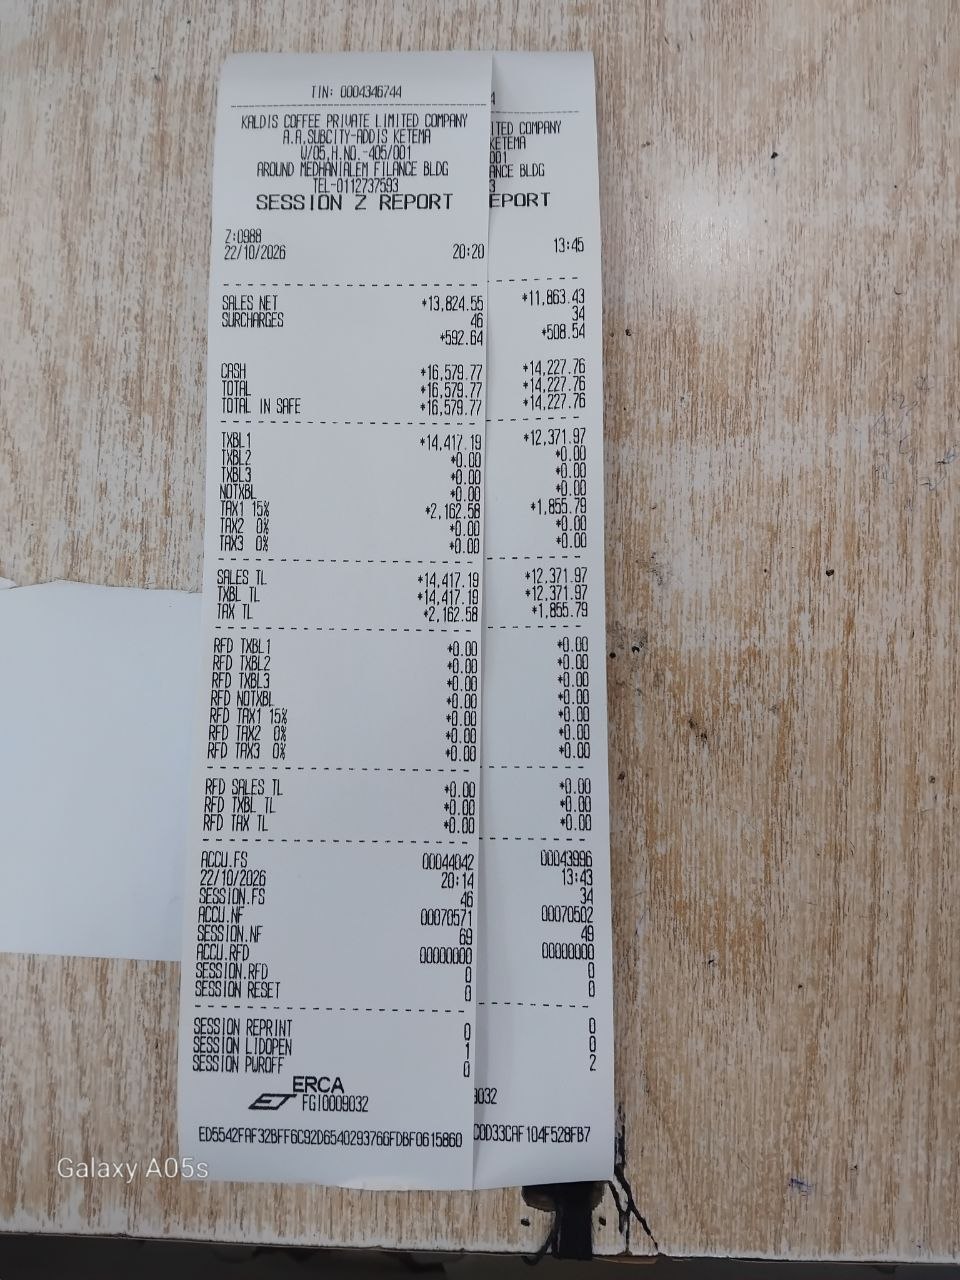 TIN: 0004346744
KALDIS COFFEE PRIVATE LIMITED COMPANY
A.A.SUBCITY-ADDIS KETEMA
W/05,H.NO.-405/001
AROUND MEDHANIALEM FILANCE BLDG
TEL-0112737593
SESSION Z REPORT
Z:0988
22/10/2026 20:20
SALES NET *13,824.55
SURCHARGES 46
*592.64
CASH *16,579.77
TOTAL *16,579.77
TOTAL IN SAFE *16,579.77
TXBL1 *14,417.19
TXBL2 *0.00
TXBL3 *0.00
NOTXBL *0.00
TAX1 15% *2,162.58
TAX2 0% *0.00
TAX3 0% *0.00
SALES TL *14,417.19
TXBL TL *14,417.19
TAX TL *2,162.58
RFD TXBL1 *0.00
RFD TXBL2 *0.00
RFD TXBL3 *0.00
RFD NOTXBL *0.00
RFD TAX1 15% *0.00
RFD TAX2 0% *0.00
RFD TAX3 0% *0.00
RFD SALES TL *0.00
RFD TXBL TL *0.00
RFD TAX TL *0.00
ACCU.FS 00044042
22/10/2026 20:14
SESSION.FS 46
ACCU.NF 00070571
SESSION.NF 69
ACCU.RFD 00000000
SESSION.RFD 0
SESSION RESET 0
SESSION REPRINT 0
SESSION LIDOPEN 1
SESSION PWROFF 0
ERCA
ET FGI0009032
ED5542FAF32BFF6C92D6540293766FDBF0615860
4
ITED COMPANY
KETEMA
001
ANCE BLDG
3
EPORT
13:45
*11,863.43
34
*508.54
*14,227.76
*14,227.76
*14,227.76
*12,371.97
*0.00
*0.00
*0.00
*1,855.79
*0.00
*0.00
*12,371.97
*12,371.97
*1,855.79
*0.00
*0.00
*0.00
*0.00
*0.00
*0.00
*0.00
*0.00
*0.00
*0.00
00043996
13:43
34
00070502
49
00000000
0
0
0
0
2
9032
C0D33CAF104F528FB7
Galaxy A05s